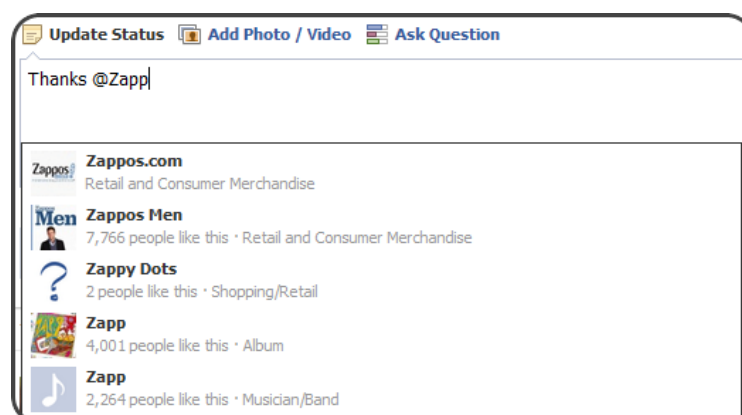 Update Status Add Photo / Video Ask Question
Thanks @Zapp
Zappos.com
Zappos
Retail and Consumer Merchandise
Zappos Men
Men
7,766 people like this · Retail and Consumer Merchandise
Zappy Dots
?
2 people like this · Shopping/Retail
Zapp
4,001 people like this · Album
Zapp
2,264 people like this · Musician/Band